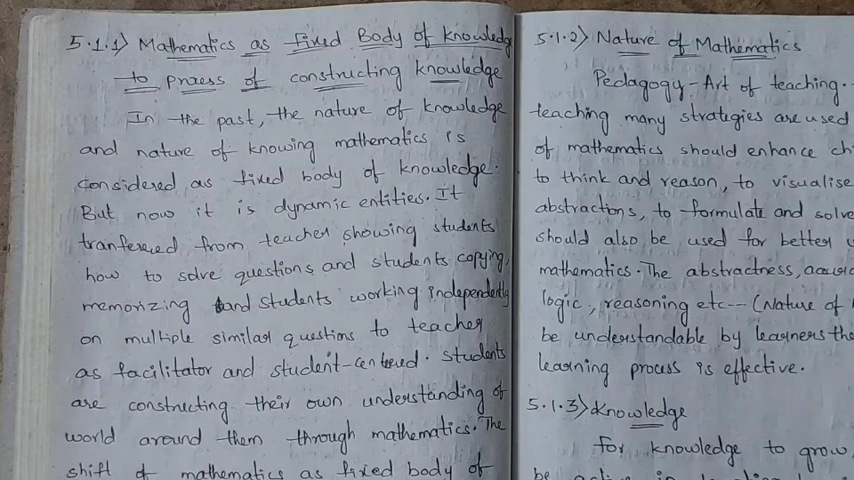 5.1.1) Mathematics as fixed Body of knowledg
to praess of constructing knowledge
In the past, the nature of knowledge
and nature of knowing mathematics is
considered as fixed body of knowledge.
But now it is dynamic entities. It
tranferred from teacher showing students
how to solve questions and students copying,
memorizing and students working independently
on multiple similar questions to teacher
as facilitator and student-centered. Students
are constructing their own understanding of
world around them through mathematics. The
shift of mathematics as fixed body of
5.1.2) Nature of Mathematics
Pedagogy - Art of teaching.
teaching many strategies are used
of mathematics should enhance ch
to think and reason, to visualise
abstractions, to formulate and solve
should also be used for better
mathematics. The abstractness,
logic, reasoning etc-- (Nature of
be understandable by learners the
learning process is effective.
5.1.3) Knowledge
for knowledge to grow,
be